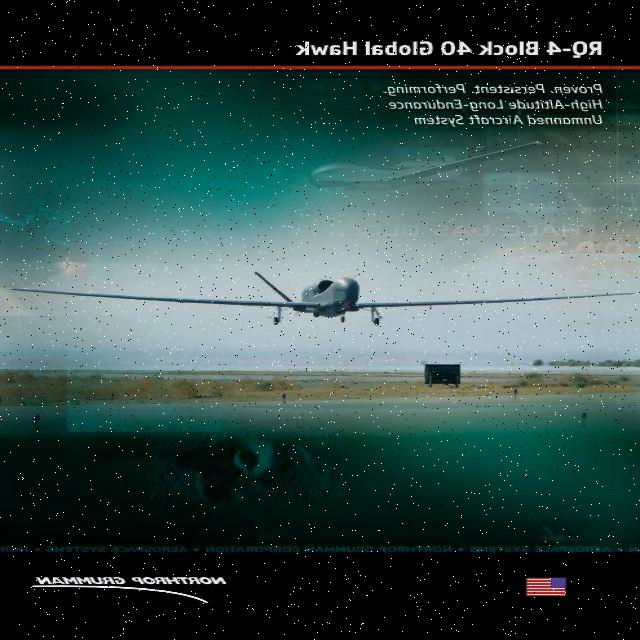 RQ-4 Block 40 Global Hawk
Proven. Persistent. Performing.
High-Altitude Long-Endurance
Unmanned Aircraft System
NORTHROP GRUMMAN